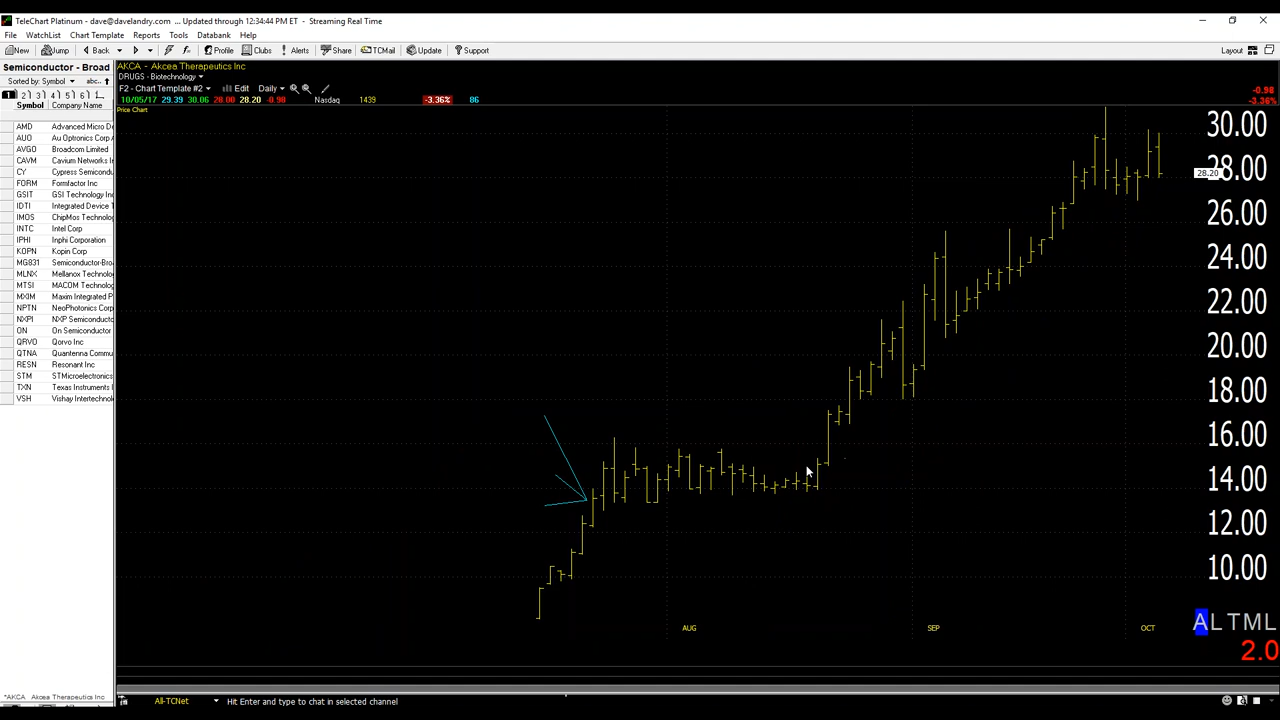 TeleChart Platinum - dave@davelandry.com ... Updated through 12:34:44 PM ET - Streaming Real Time
File WatchList Chart Template Reports Tools Databank Help
New Jump Back Profile Clubs Alerts Share TCMail Update Support Layout
Semiconductor - Broad
Sorted by: Symbol abc..
1 2 3 4 5 6 1..
Symbol Company Name
AMD Advanced Micro De
AUO Au Optronics Corp A
AVGO Broadcom Limited
CAVM Cavium Networks In
CY Cypress Semicondu
FORM Formfactor Inc
GSIT GSI Technology Inc
IDTI Integrated Device T
IMOS ChipMos Technolog
INTC Intel Corp
IPHI Inphi Corporation
KOPN Kopin Corp
MG831 Semiconductor-Broa
MLNX Mellanox Technolo
MTSI MACOM Technolog
MXIM Maxim Integrated P
NPTN NeoPhotonics Corp
NXPI NXP Semiconducto
ON On Semiconductor
QRVO Qorvo Inc
QTNA Quantenna Commu
RESN Resonant Inc
STM STMicroelectronics
TXN Texas Instruments I
VSH Vishay Intertechnol
*AKCA Akcea Therapeutics Inc
AKCA - Akcea Therapeutics Inc
DRUGS - Biotechnology
F2 - Chart Template #2 Edit Daily
10/05/17 29.39 30.06 28.00 28.20 -0.98 Nasdaq 1439 -3.36% 86
Price Chart
-0.98
-3.36%
30.00
28.00
28.20
26.00
24.00
22.00
20.00
18.00
16.00
14.00
12.00
10.00
AUG SEP OCT
ALTML
2.0
All-TCNet Hit Enter and type to chat in selected channel